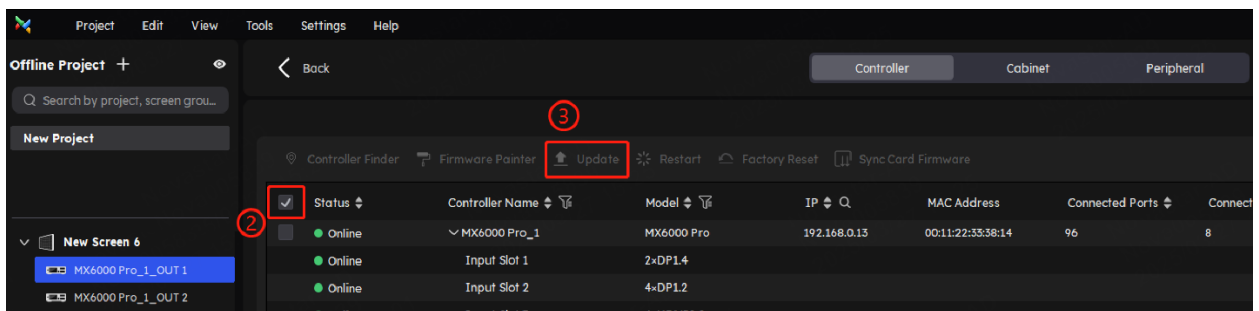 Project Edit View Tools Settings Help
Offline Project +
Back
Controller Cabinet Peripheral
Search by project, screen grou...
New Project
③
Controller Finder Firmware Painter Update Restart Factory Reset Sync Card Firmware
②
Status Controller Name Model IP MAC Address Connected Ports Connect
Online MX6000 Pro_1 MX6000 Pro 192.168.0.13 00:11:22:33:38:14 96 8
New Screen 6
Online Input Slot 1 2×DP1.4
MX6000 Pro_1_OUT 1
Online Input Slot 2 4×DP1.2
MX6000 Pro_1_OUT 2